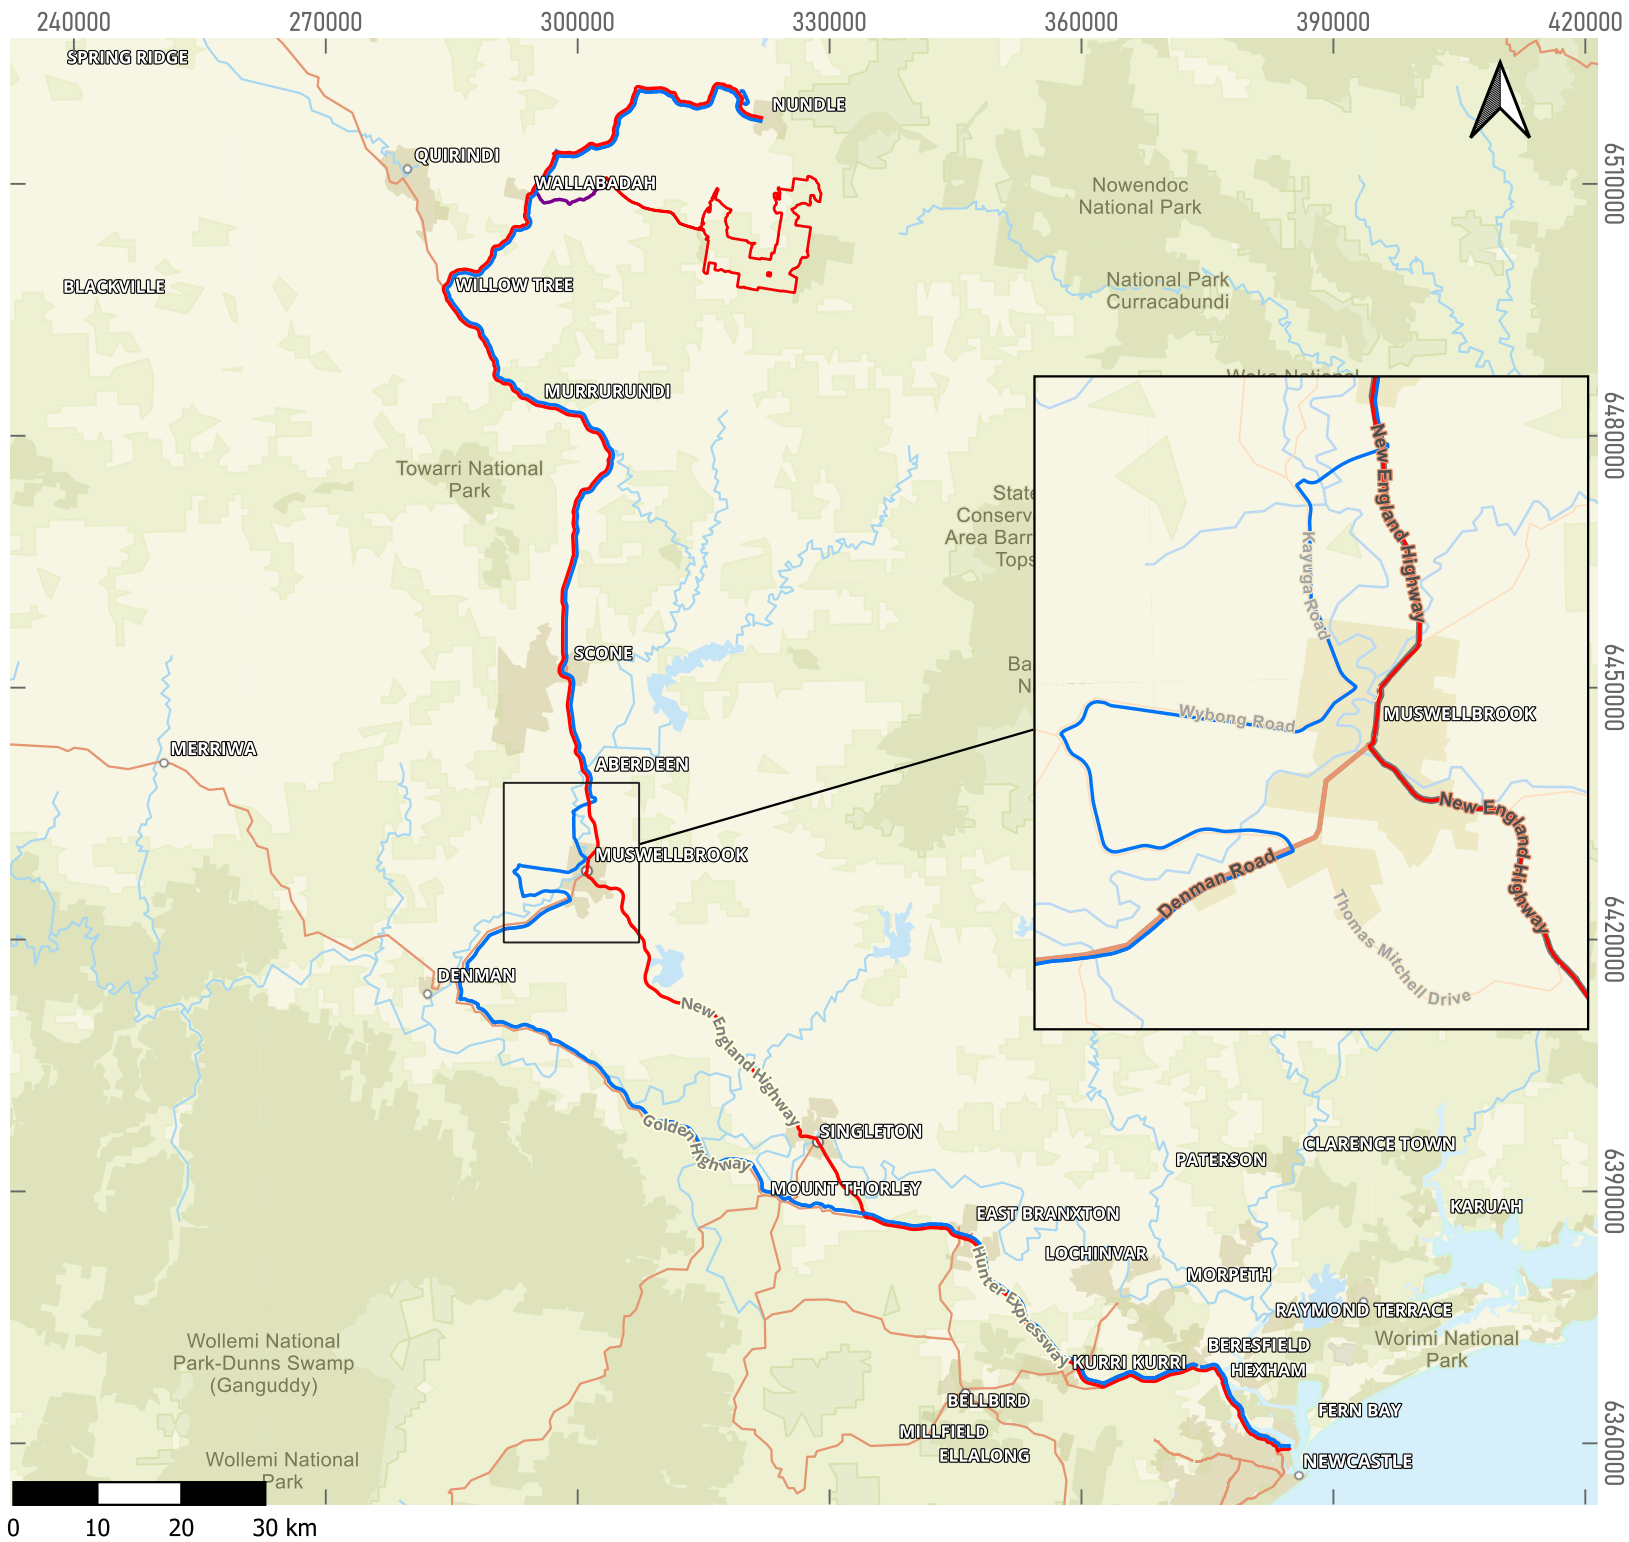 240000 270000 300000 330000 360000 390000 420000
SPRING RIDGE
NUNDLE
QUIRINDI
WALLABADAH
Nowendoc
National Park
6510000
BLACKVILLE
WILLOW TREE
National Park
Curracabundi
MURRURUNDI
6480000
Towarri National
Park
State
Conserv
Area Barr
Tops
New England Highway
Kayuga Road
SCONE
Ba
N
6450000
Wybong Road
MUSWELLBROOK
MERRIWA
ABERDEEN
New England Highway
MUSWELLBROOK
Denman Road
Thomas Mitchell Drive
6420000
DENMAN
New England Highway
Golden Highway
SINGLETON
CLARENCE TOWN
PATERSON
MOUNT THORLEY
6390000
KARUAH
EAST BRANXTON
LOCHINVAR
Hunter Expressway
MORPETH
RAYMOND TERRACE
Wollemi National
Park-Dunns Swamp
(Ganguddy)
Worimi National
Park
BERESFIELD
KURRI KURRI
HEXHAM
BELLBIRD
FERN BAY
MILLFIELD
ELLALONG
6360000
NEWCASTLE
Wollemi National
Park
0 10 20 30 km